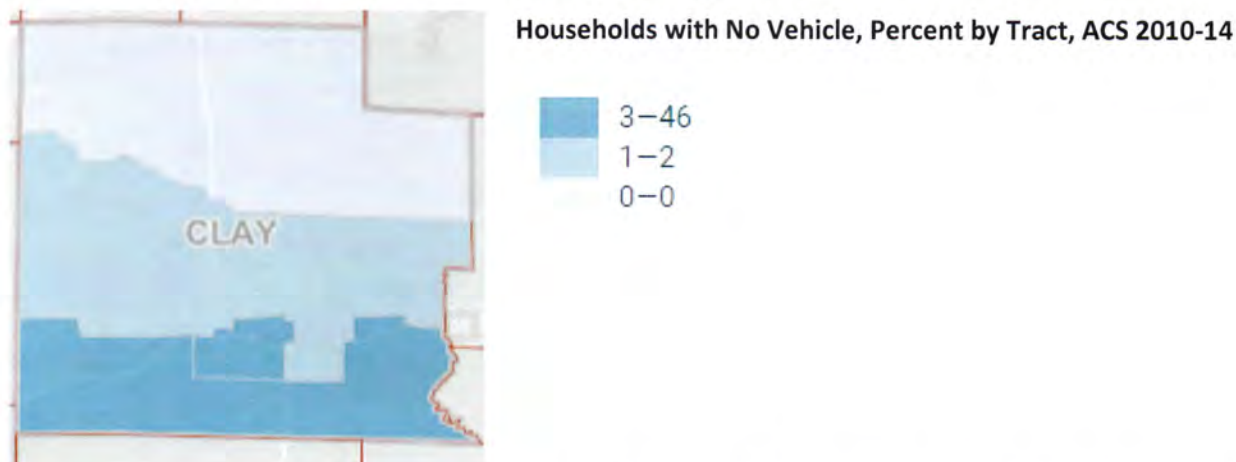 Households with No Vehicle, Percent by Tract, ACS 2010-14
3–46
1–2
0–0
CLAY